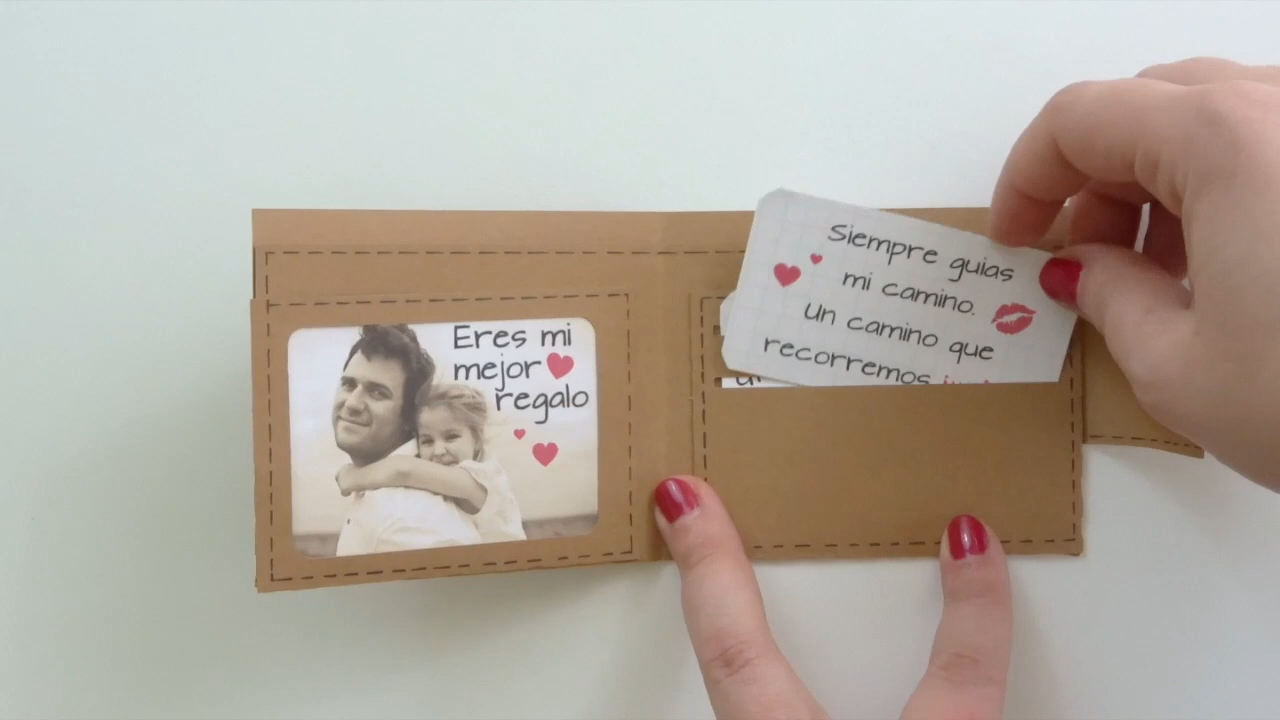 Eres mi
mejor
regalo
Siempre guias
mi camino.
un camino que
recorremos